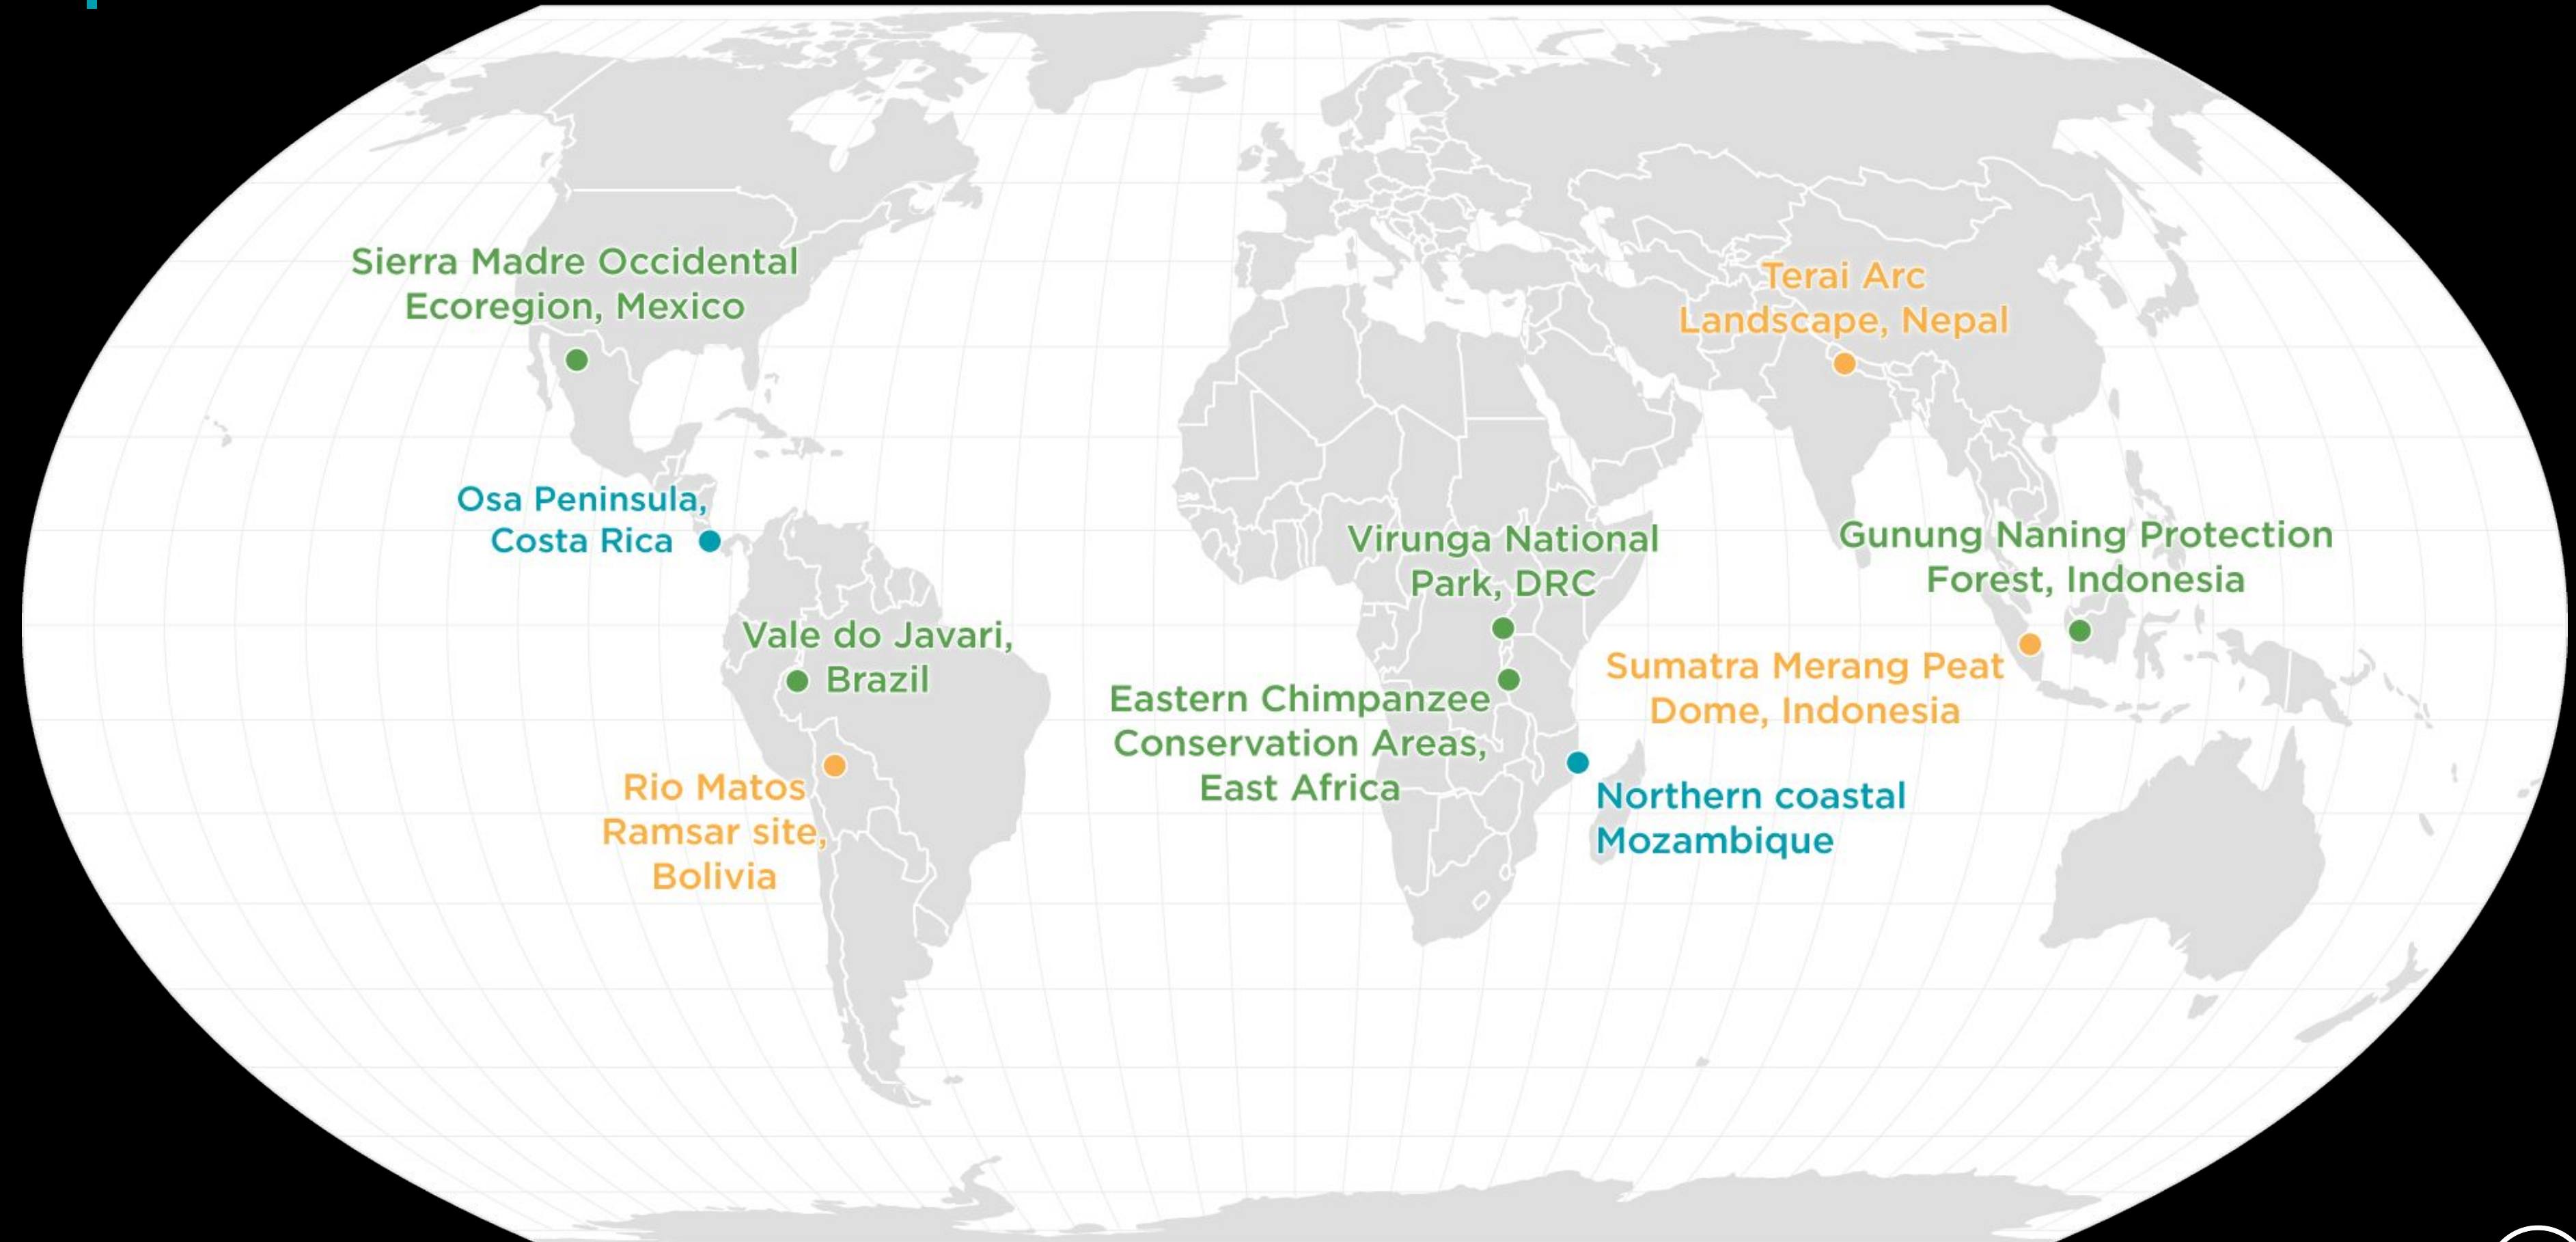 Sierra Madre Occidental
Ecoregion, Mexico
Terai Arc
Landscape, Nepal
Osa Peninsula,
Costa Rica
Virunga National
Park, DRC
Gunung Naning Protection
Forest, Indonesia
Vale do Javari,
Brazil
Eastern Chimpanzee
Conservation Areas,
East Africa
Sumatra Merang Peat
Dome, Indonesia
Rio Matos
Ramsar site,
Bolivia
Northern coastal
Mozambique